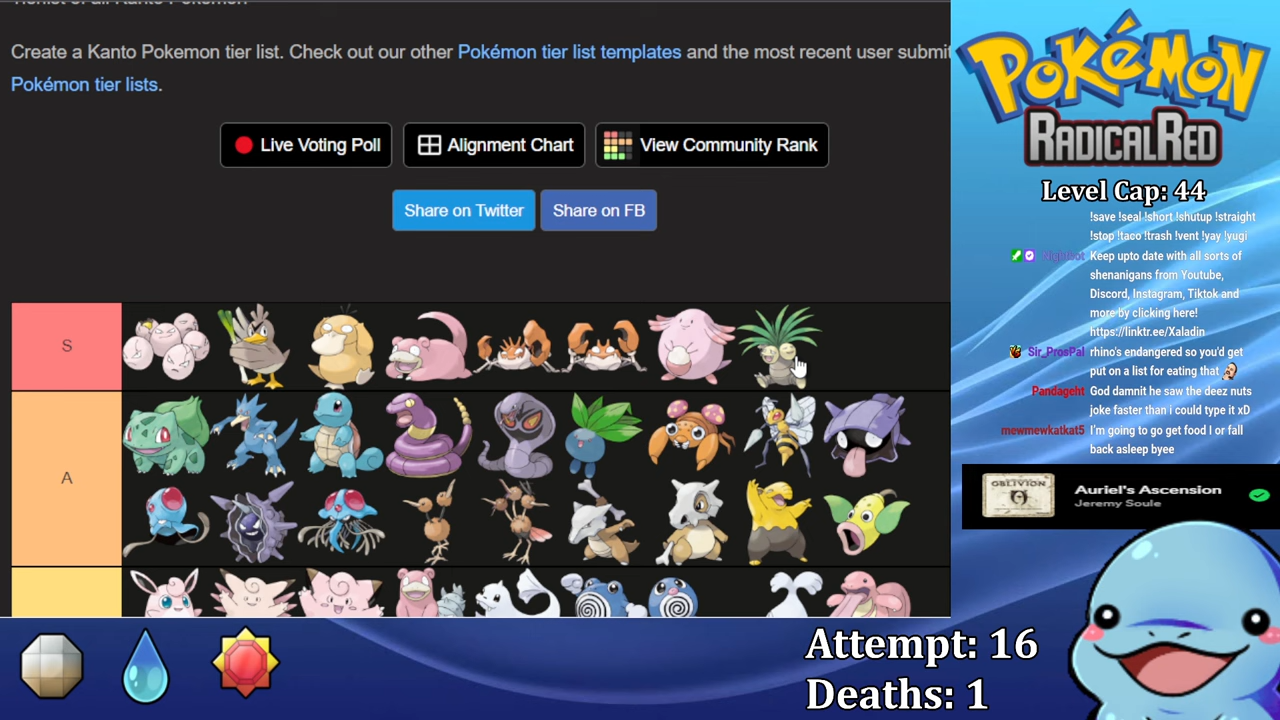 Create a Kanto Pokemon tier list. Check out our other Pokémon tier list templates and the most recent user submit
Pokémon tier lists.
Live Voting Poll
Alignment Chart
View Community Rank
Share on Twitter
Share on FB
S
A
POKéMON
RADICAL RED
Level Cap: 44
!save !seal !short !shutup !straight
!stop !taco !trash !vent !yay !yugi
Nightbot Keep upto date with all sorts of
shenanigans from Youtube,
Discord, Instagram, Tiktok and
more by clicking here!
https://linktr.ee/Xaladin
Sir_ProsPal rhino's endangered so you'd get
put on a list for eating that
Pandageht God damnit he saw the deez nuts
joke faster than i could type it xD
mewmewkatkat5 I'm going to go get food I or fall
back asleep byee
OBLIVION
Auriel's Ascension
Jeremy Soule
Attempt: 16
Deaths: 1